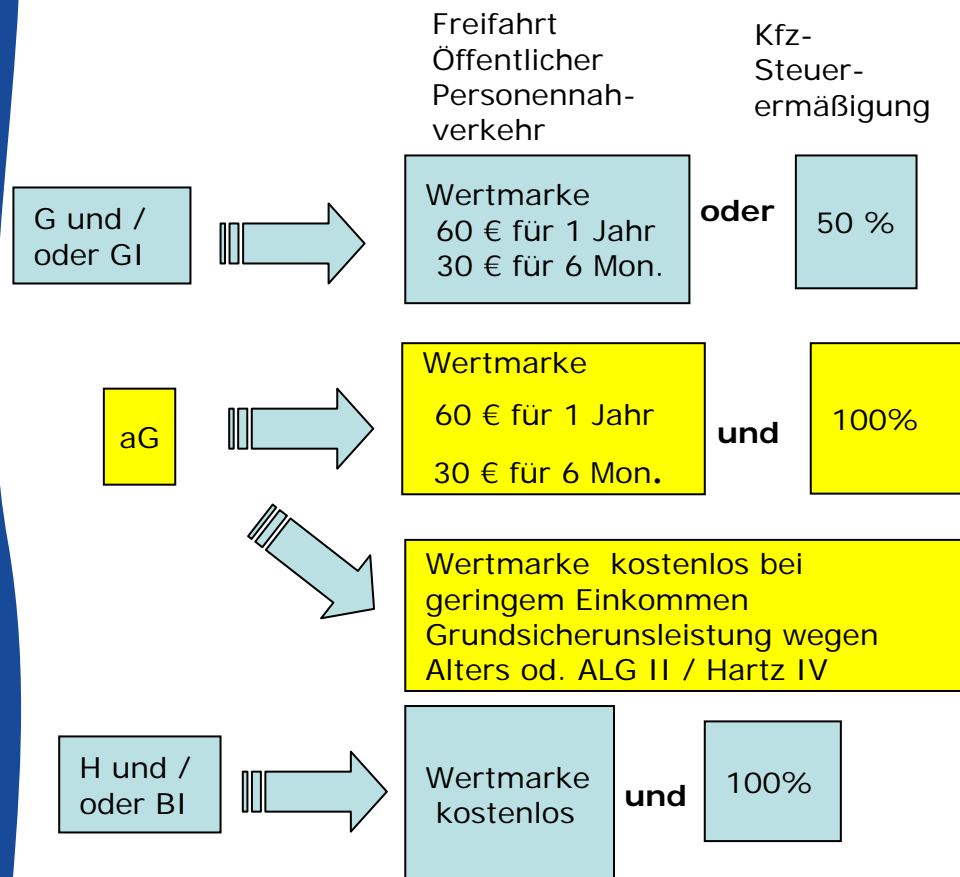 Freifahrt
Öffentlicher
Personennah-
verkehr
Kfz-
Steuer-
ermäßigung
G und /
oder GI
Wertmarke
60 € für 1 Jahr
30 € für 6 Mon.
oder
50 %
aG
Wertmarke
60 € für 1 Jahr
30 € für 6 Mon.
und
100%
Wertmarke kostenlos bei
geringem Einkommen
Grundsicherunsleistung wegen
Alters od. ALG II / Hartz IV
H und /
oder BI
Wertmarke
kostenlos
und
100%